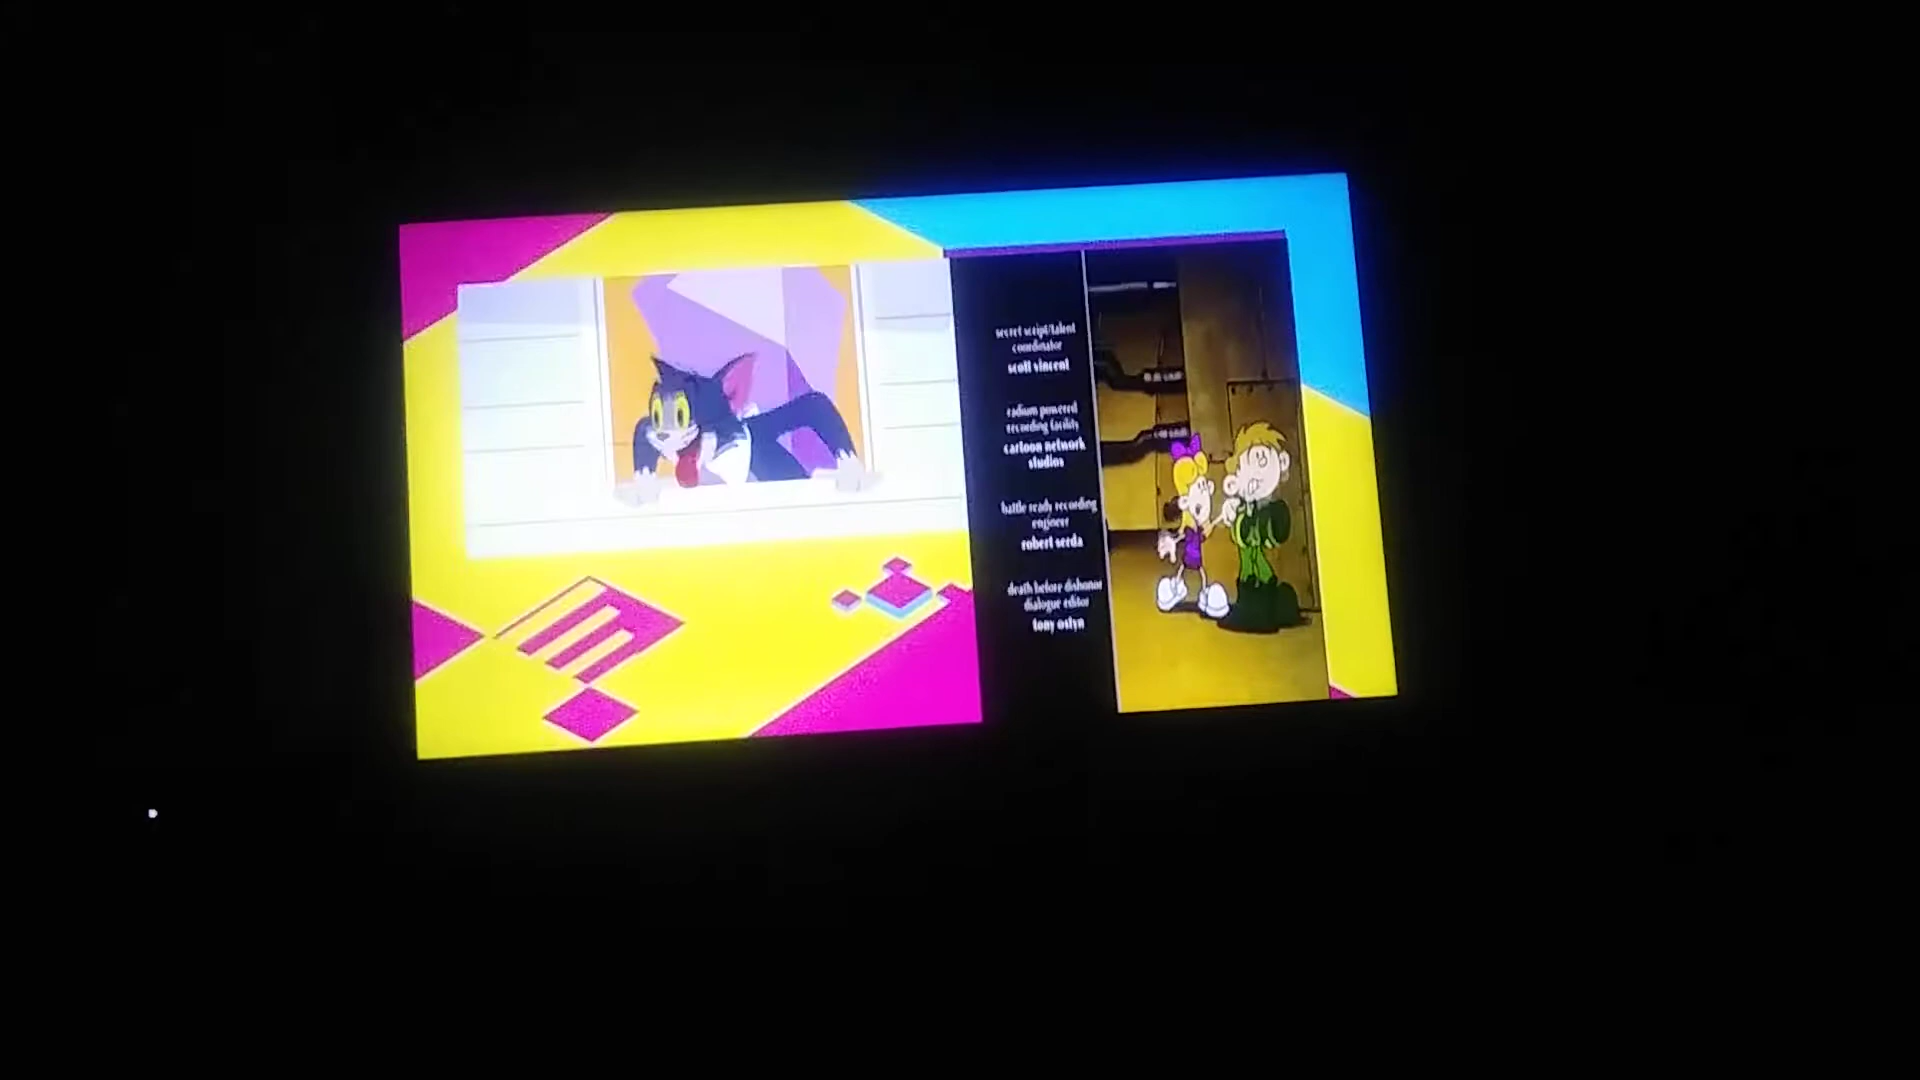 secret script/talent
coordinator
scott vincent
radium powered
recording facility
cartoon network
studios
battle ready recording
engineer
robert serda
death before dishonor
dialogue editor
tony ostyn